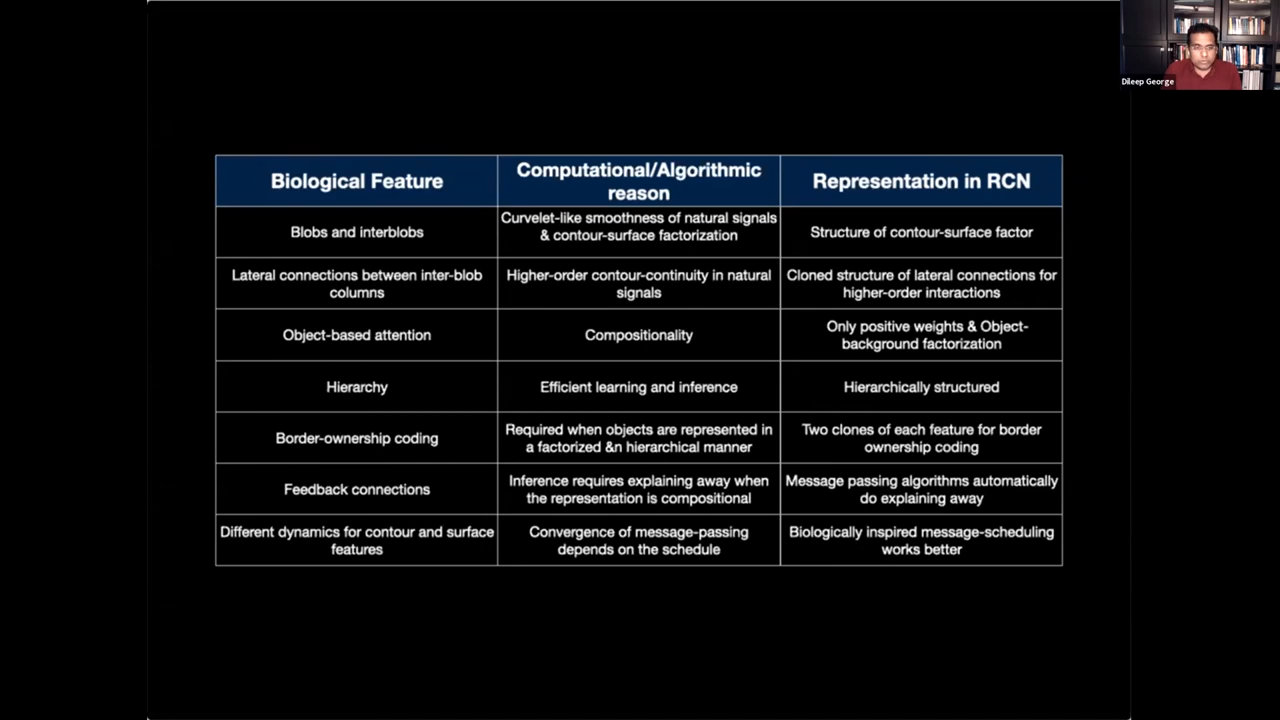 Dileep George
Biological Feature
Computational/Algorithmic
reason
Representation in RCN
Blobs and interblobs
Curvelet-like smoothness of natural signals
& contour-surface factorization
Structure of contour-surface factor
Lateral connections between inter-blob
columns
Higher-order contour-continuity in natural
signals
Cloned structure of lateral connections for
higher-order interactions
Object-based attention
Compositionality
Only positive weights & Object-
background factorization
Hierarchy
Efficient learning and inference
Hierarchically structured
Border-ownership coding
Required when objects are represented in
a factorized &n hierarchical manner
Two clones of each feature for border
ownership coding
Feedback connections
Inference requires explaining away when
the representation is compositional
Message passing algorithms automatically
do explaining away
Different dynamics for contour and surface
features
Convergence of message-passing
depends on the schedule
Biologically inspired message-scheduling
works better